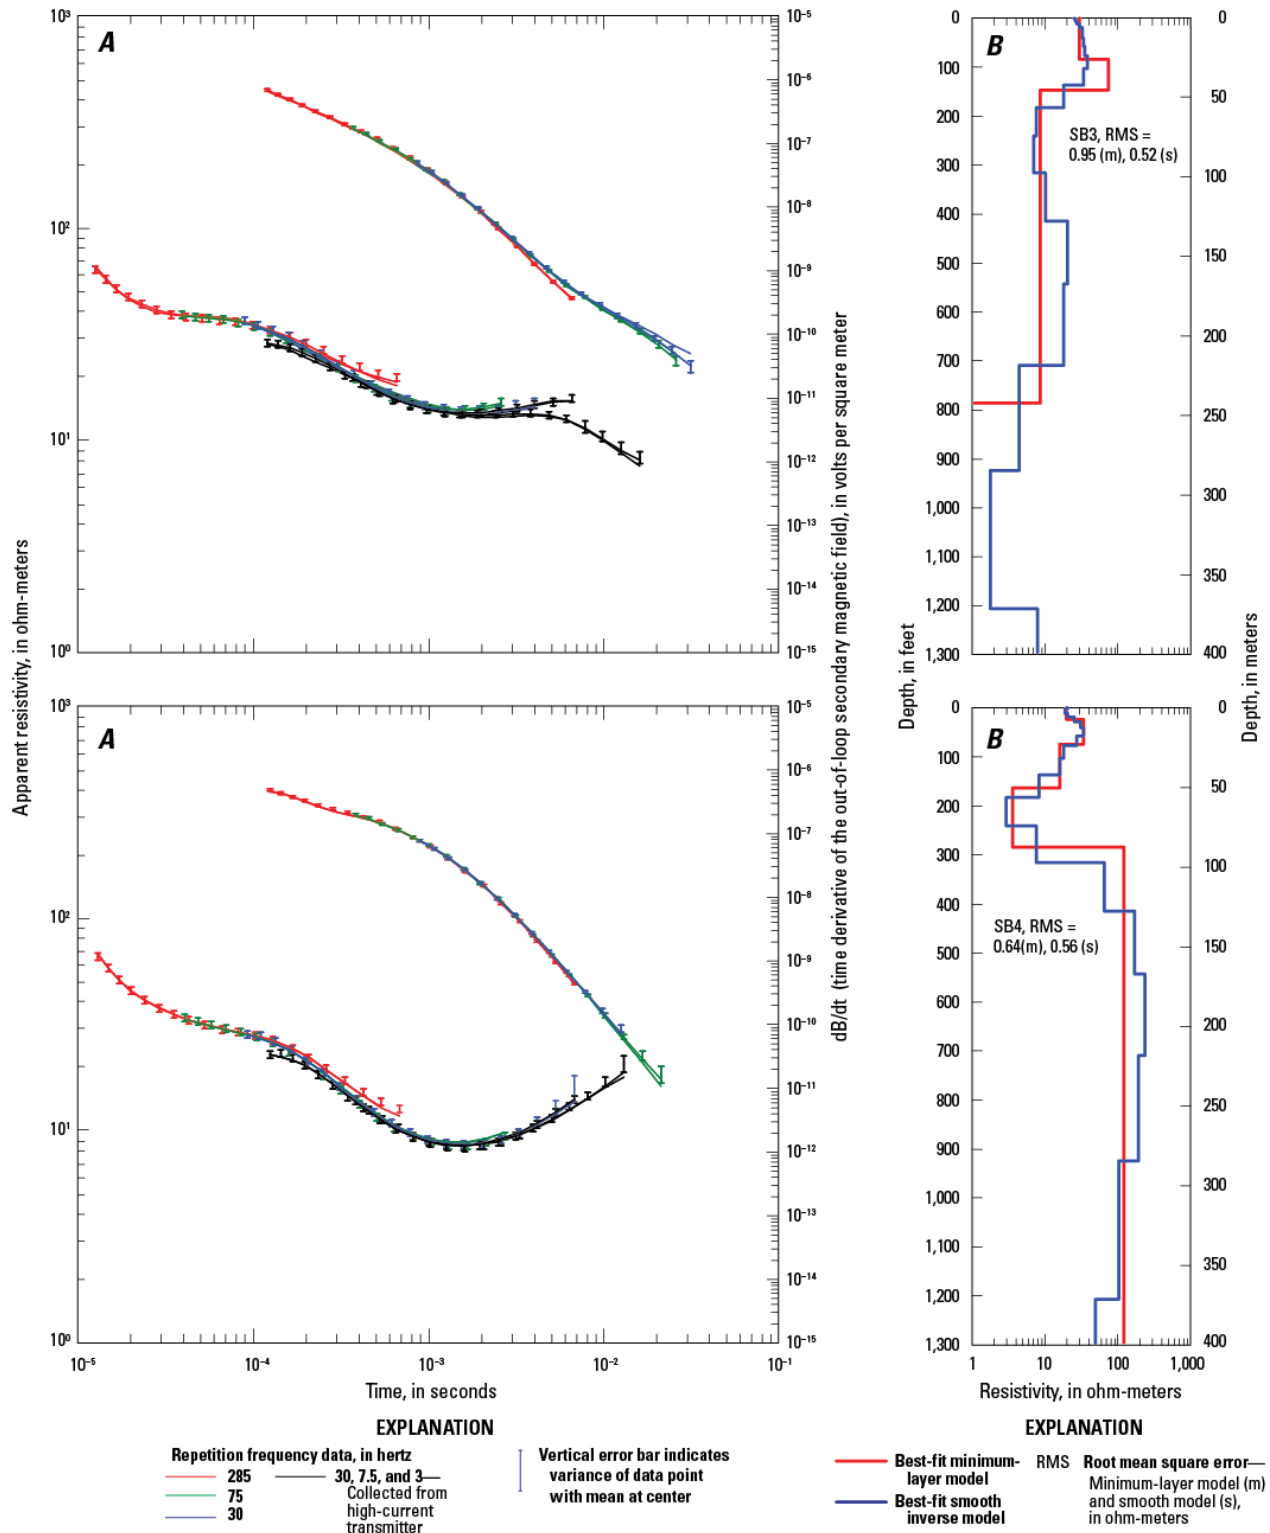 10³
10²
10¹
10⁰
A
10⁻⁵
10⁻⁶
10⁻⁷
10⁻⁸
10⁻⁹
10⁻¹⁰
10⁻¹¹
10⁻¹²
10⁻¹³
10⁻¹⁴
10⁻¹⁵
B
0
100
200
300
400
500
600
700
800
900
1,000
1,100
1,200
1,300
SB3, RMS =
0.95 (m), 0.52 (s)
0
50
100
150
200
250
300
350
400
Apparent resistivity, in ohm-meters
dB/dt (time derivative of the out-of-loop secondary magnetic field), in volts per square meter
Depth, in feet
Depth, in meters
10³
10²
10¹
10⁰
A
10⁻⁵
10⁻⁶
10⁻⁷
10⁻⁸
10⁻⁹
10⁻¹⁰
10⁻¹¹
10⁻¹²
10⁻¹³
10⁻¹⁴
10⁻¹⁵
10⁻⁵ 10⁻⁴ 10⁻³ 10⁻² 10⁻¹
Time, in seconds
B
0
100
200
300
400
500
600
700
800
900
1,000
1,100
1,200
1,300
SB4, RMS =
0.64(m), 0.56 (s)
0
50
100
150
200
250
300
350
400
1 10 100 1,000
Resistivity, in ohm-meters
EXPLANATION
Repetition frequency data, in hertz
285
75
30
30, 7.5, and 3—
Collected from
high-current
transmitter
Vertical error bar indicates
variance of data point
with mean at center
EXPLANATION
Best-fit minimum-
layer model
Best-fit smooth
inverse model
RMS Root mean square error—
Minimum-layer model (m)
and smooth model (s),
in ohm-meters